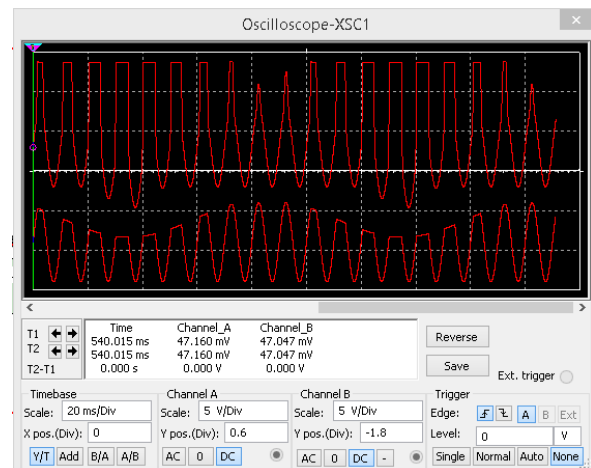 Oscilloscope-XSC1
×
T1
T2
T2-T1
Time Channel_A Channel_B
540.015 ms 47.160 mV 47.047 mV
540.015 ms 47.160 mV 47.047 mV
0.000 s 0.000 V 0.000 V
Reverse
Save
Ext. trigger
Timebase
Scale: 20 ms/Div
X pos.(Div): 0
Y/T Add B/A A/B
Channel A
Scale: 5 V/Div
Y pos.(Div): 0.6
AC 0 DC
Channel B
Scale: 5 V/Div
Y pos.(Div): -1.8
AC 0 DC -
Trigger
Edge: A B Ext
Level: 0 V
Single Normal Auto None